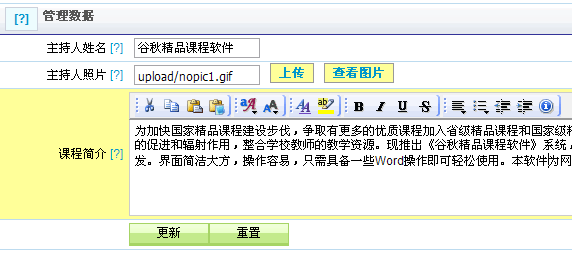 [?] 管理数据
主持人姓名 [?] 谷秋精品课程软件
主持人照片 [?] upload/nopic1.gif 上传 查看图片
B I U S
课程简介 [?]
为加快国家精品课程建设步伐，争取有更多的优质课程加入省级精品课程和国家级精
的促进和辐射作用，整合学校教师的教学资源。现推出《谷秋精品课程软件》系统，
发。界面简洁大方，操作容易，只需具备一些Word操作即可轻松使用。本软件为网
更新 重置